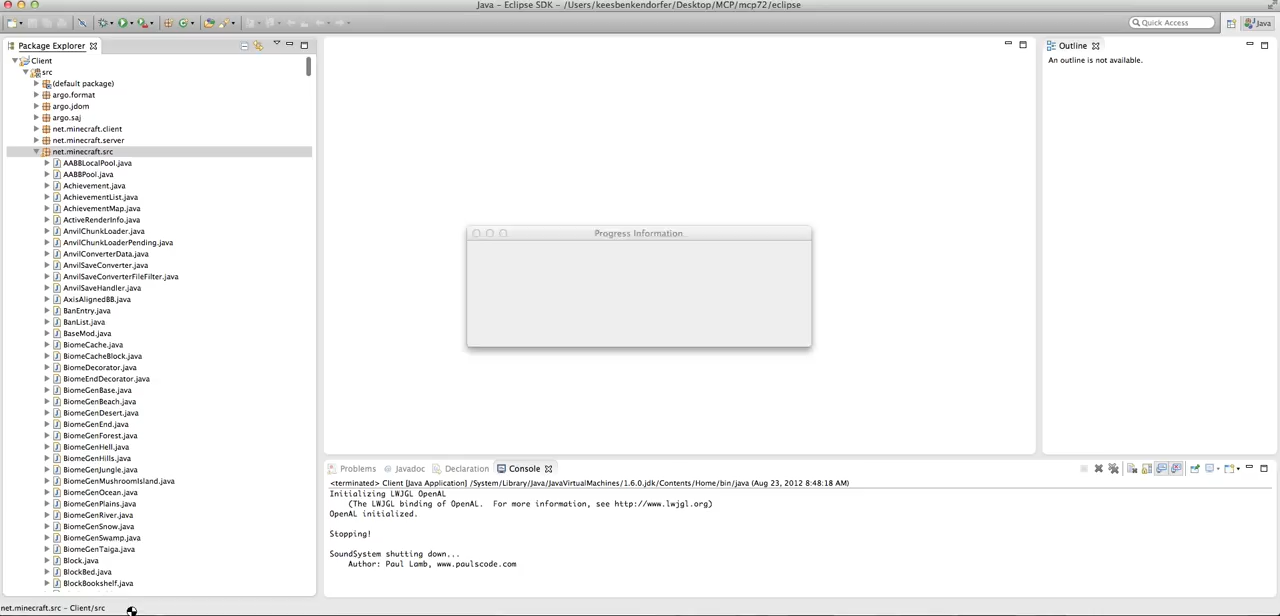 Java – Eclipse SDK – /Users/keesbenkendorfer/Desktop/MCP/mcp72/eclipse
Quick Access
Java
Package Explorer
Client
src
(default package)
argo.format
argo.jdom
argo.saj
net.minecraft.client
net.minecraft.server
net.minecraft.src
AABBLocalPool.java
AABBPool.java
Achievement.java
AchievementList.java
AchievementMap.java
ActiveRenderInfo.java
AnvilChunkLoader.java
AnvilChunkLoaderPending.java
AnvilConverterData.java
AnvilSaveConverter.java
AnvilSaveConverterFileFilter.java
AnvilSaveHandler.java
AxisAlignedBB.java
BanEntry.java
BanList.java
BaseMod.java
BiomeCache.java
BiomeCacheBlock.java
BiomeDecorator.java
BiomeEndDecorator.java
BiomeGenBase.java
BiomeGenBeach.java
BiomeGenDesert.java
BiomeGenEnd.java
BiomeGenForest.java
BiomeGenHell.java
BiomeGenHills.java
BiomeGenJungle.java
BiomeGenMushroomIsland.java
BiomeGenOcean.java
BiomeGenPlains.java
BiomeGenRiver.java
BiomeGenSnow.java
BiomeGenSwamp.java
BiomeGenTaiga.java
Block.java
BlockBed.java
BlockBookshelf.java
Progress Information
Outline
An outline is not available.
Problems Javadoc Declaration Console
<terminated> Client [Java Application] /System/Library/Java/JavaVirtualMachines/1.6.0.jdk/Contents/Home/bin/java (Aug 23, 2012 8:48:18 AM)
Initializing LWJGL OpenAL
(The LWJGL binding of OpenAL. For more information, see http://www.lwjgl.org)
OpenAL initialized.
Stopping!
SoundSystem shutting down...
Author: Paul Lamb, www.paulscode.com
net.minecraft.src – Client/src